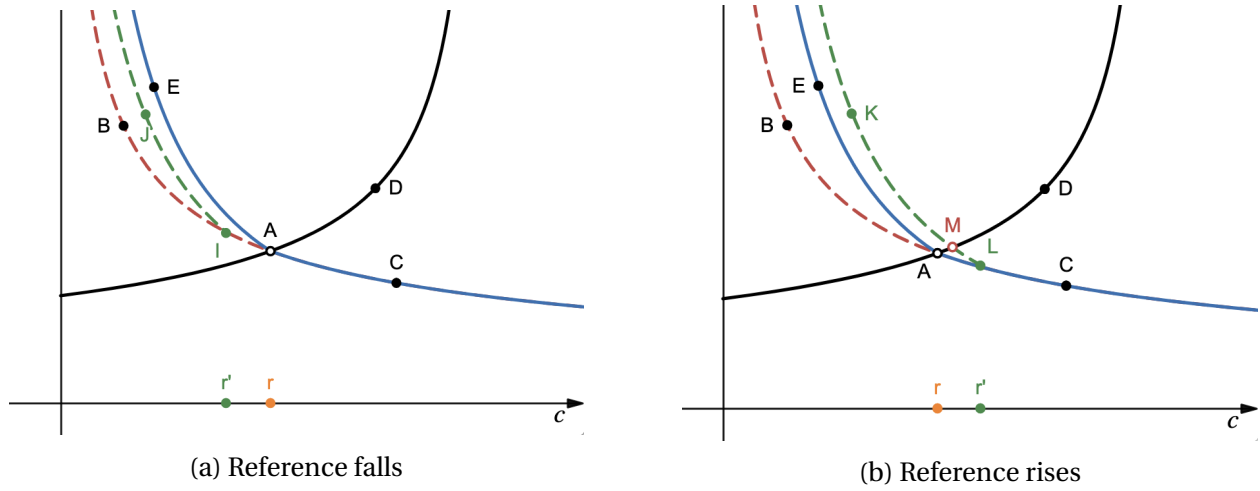 E
B
J
D
A
I
C
r'
r
c
(a) Reference falls
E
K
B
D
M
L
A
C
r
r'
c
(b) Reference rises